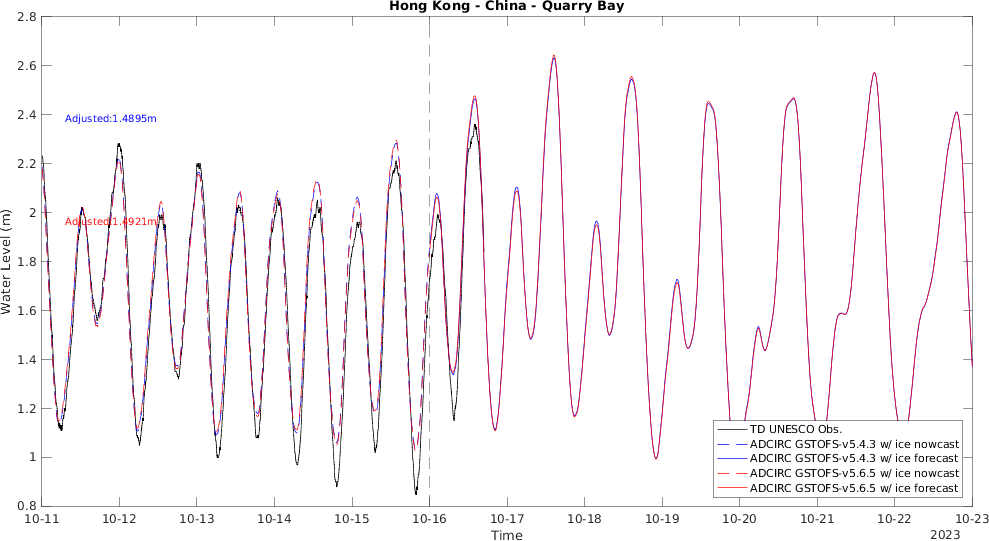 Hong Kong - China - Quarry Bay
2.8
2.6
2.4
2.2
2
1.8
1.6
1.4
1.2
1
0.8
Water Level (m)
Adjusted:1.4895m
Adjusted:1.4921m
TD UNESCO Obs.
ADCIRC GSTOFS-v5.4.3 w/ ice nowcast
ADCIRC GSTOFS-v5.4.3 w/ ice forecast
ADCIRC GSTOFS-v5.6.5 w/ ice nowcast
ADCIRC GSTOFS-v5.6.5 w/ ice forecast
10-11 10-12 10-13 10-14 10-15 10-16 10-17 10-18 10-19 10-20 10-21 10-22 10-23
Time
2023